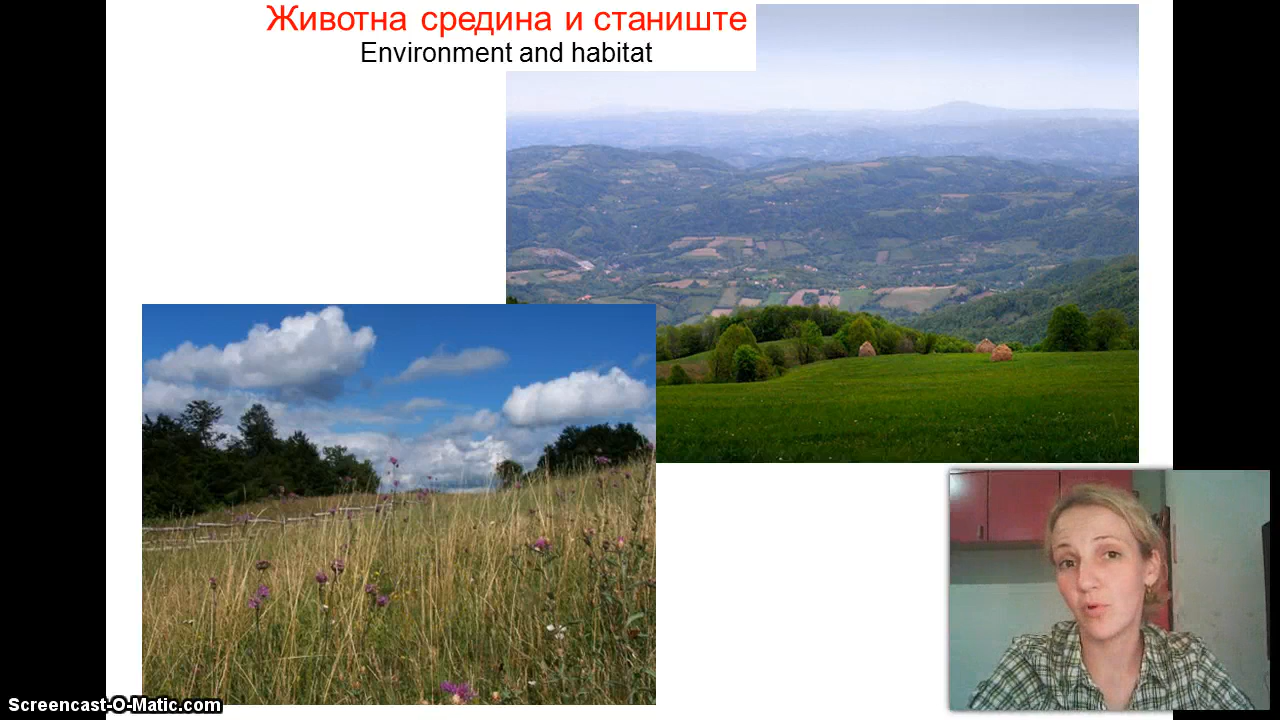 Животна средина и станиште
Environment and habitat
Screencast-O-Matic.com